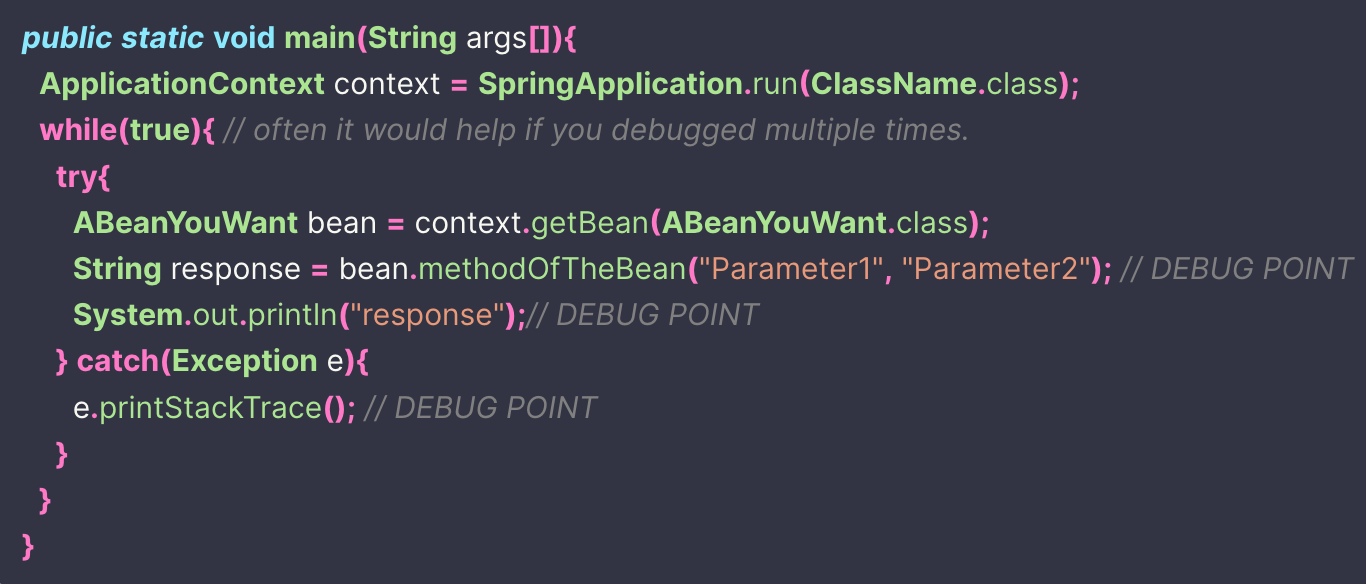 public static void main(String args[]){
ApplicationContext context = SpringApplication.run(ClassName.class);
while(true){ // often it would help if you debugged multiple times.
try{
ABeanYouWant bean = context.getBean(ABeanYouWant.class);
String response = bean.methodOfTheBean("Parameter1", "Parameter2"); // DEBUG POINT
System.out.println("response");// DEBUG POINT
} catch(Exception e){
e.printStackTrace(); // DEBUG POINT
}
}
}